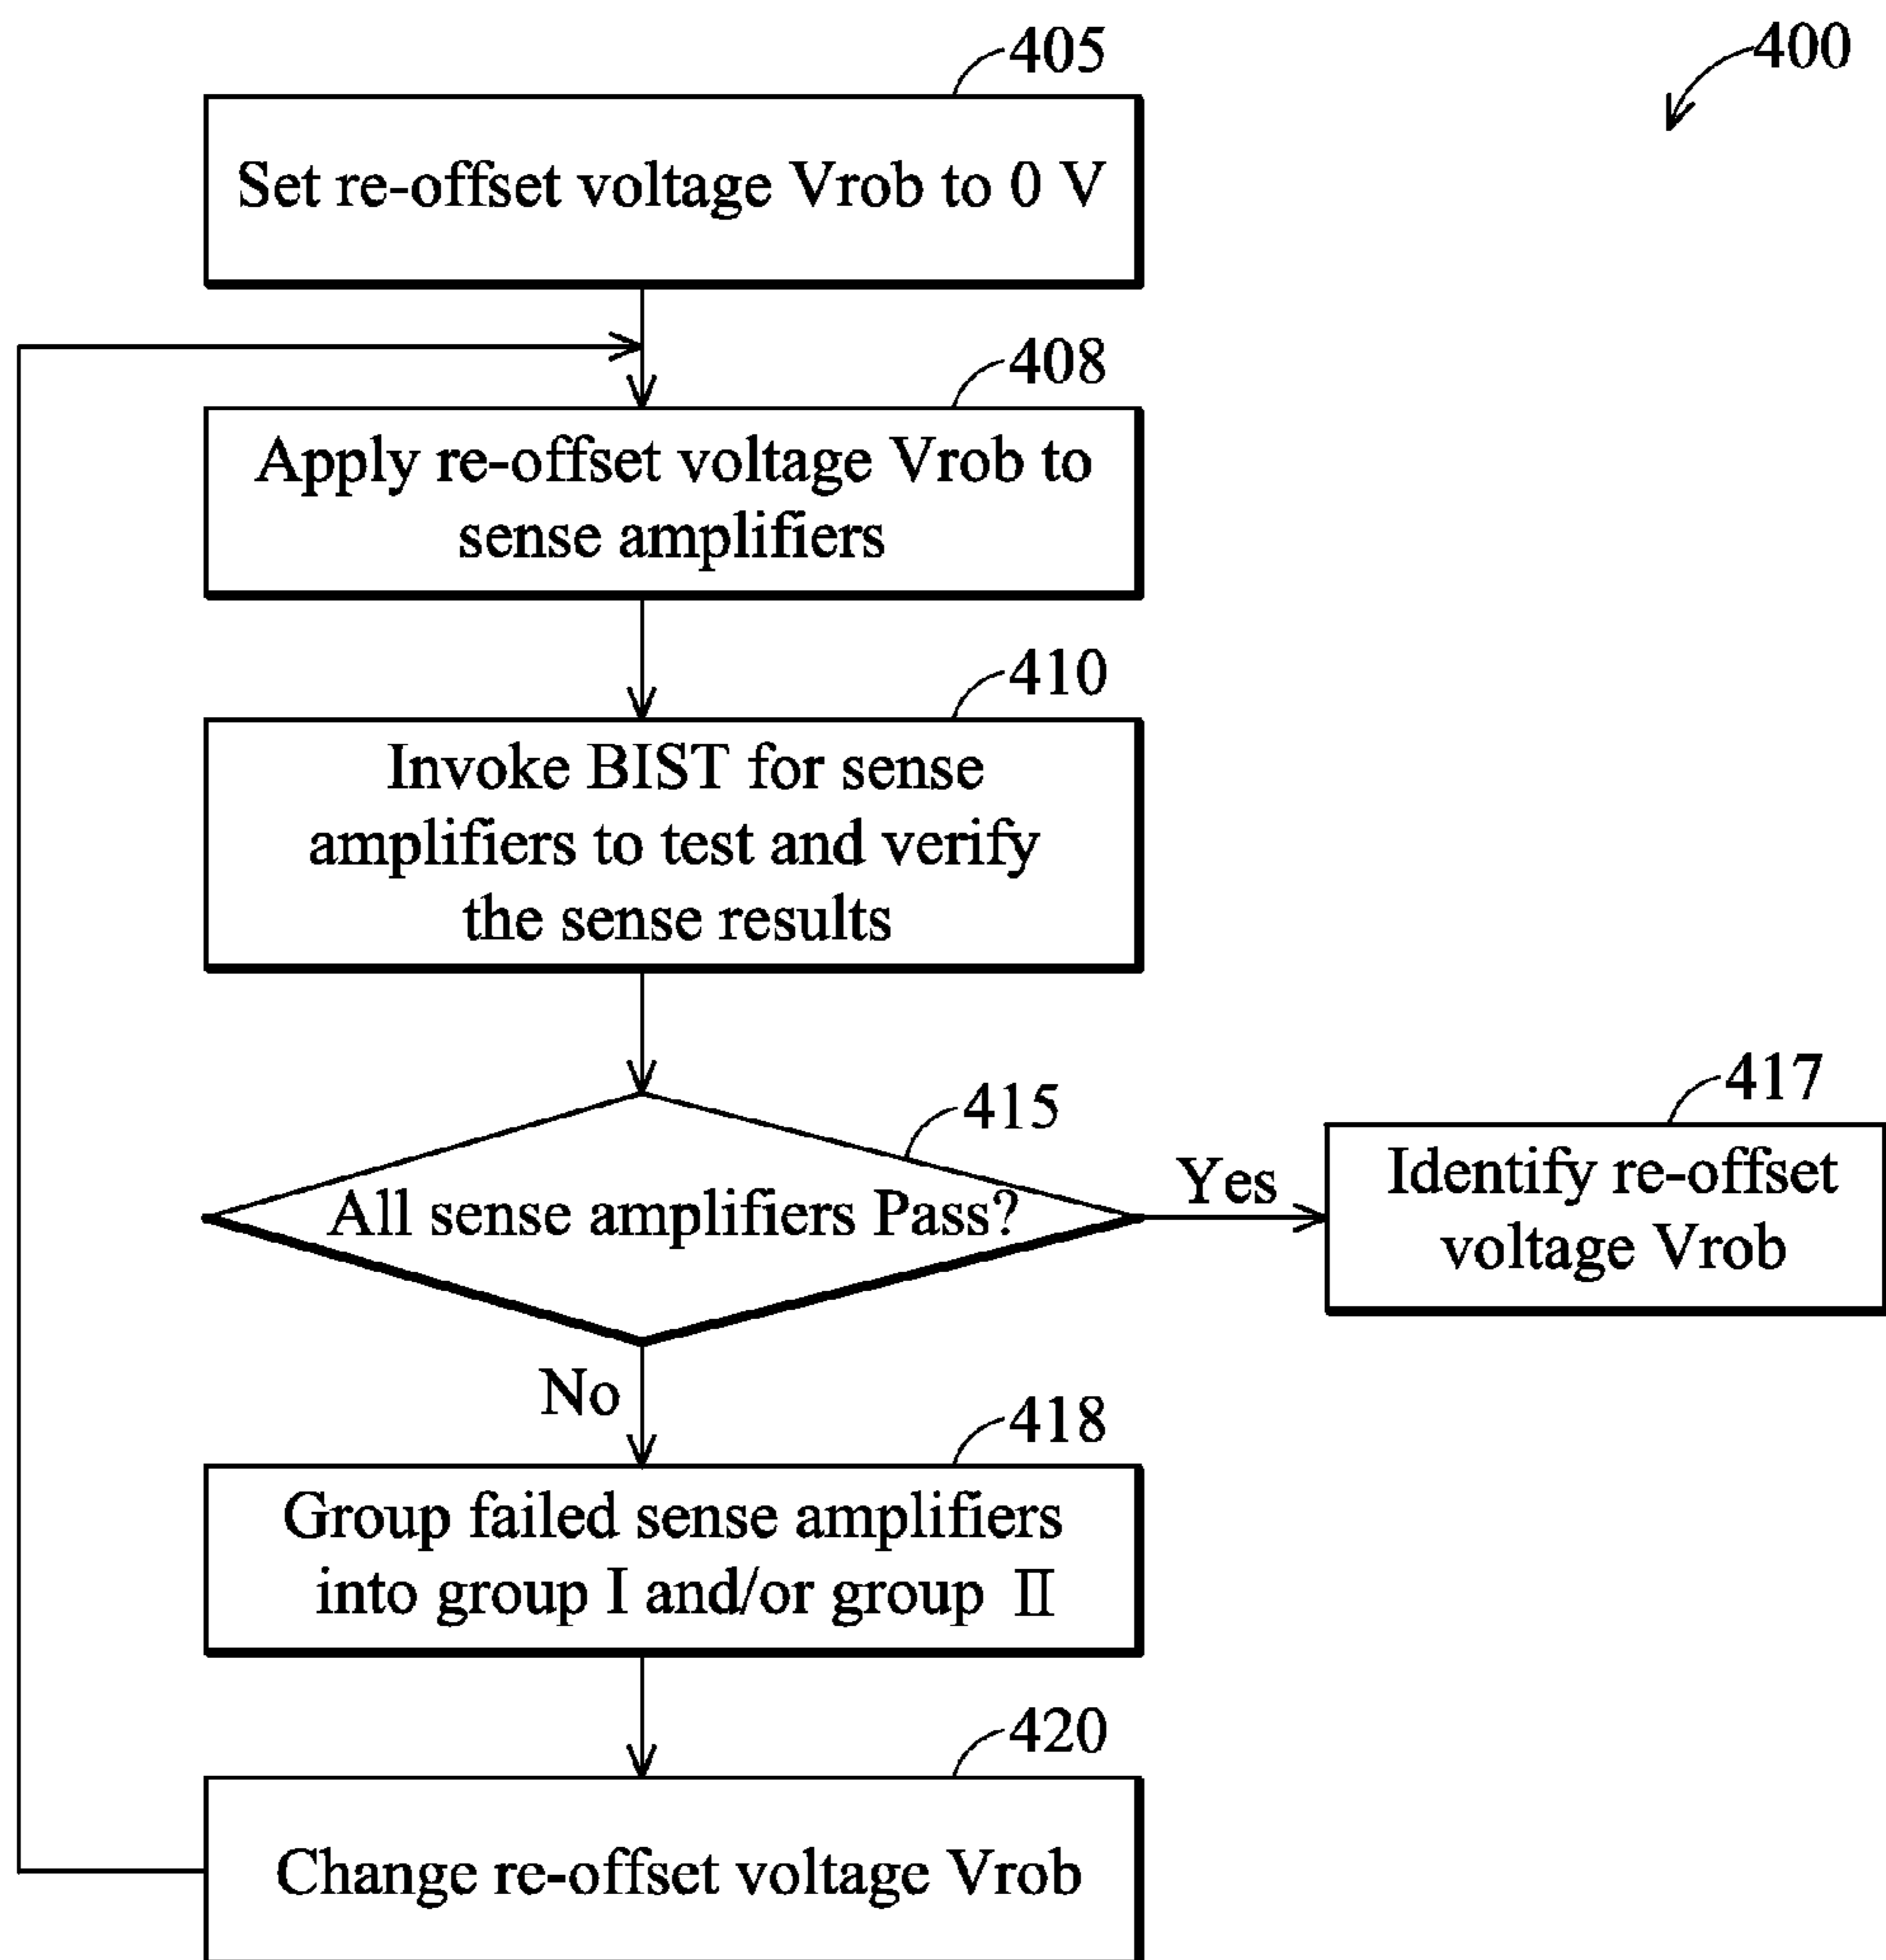 400
405
Set re-offset voltage Vrob to 0 V
408
Apply re-offset voltage Vrob to
sense amplifiers
410
Invoke BIST for sense
amplifiers to test and verify
the sense results
415
All sense amplifiers Pass?
Yes
417
Identify re-offset
voltage Vrob
No
418
Group failed sense amplifiers
into group I and/or group II
420
Change re-offset voltage Vrob